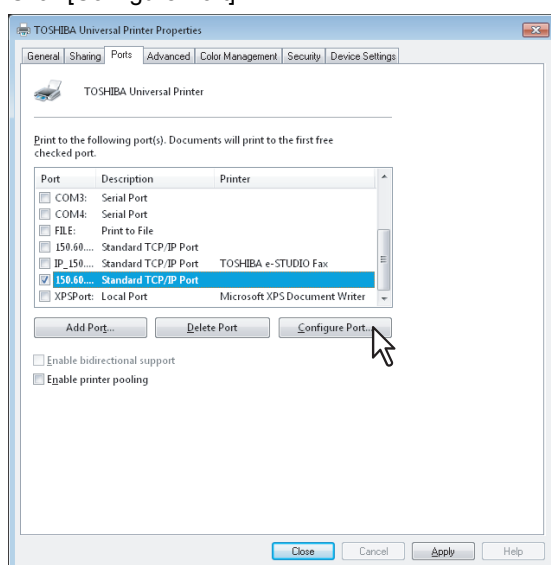 TOSHIBA Universal Printer Properties
General Sharing Ports Advanced Color Management Security Device Settings
TOSHIBA Universal Printer
Print to the following port(s). Documents will print to the first free
checked port.
Port Description Printer
COM3: Serial Port
COM4: Serial Port
FILE: Print to File
150.60.... Standard TCP/IP Port
IP_150.... Standard TCP/IP Port TOSHIBA e-STUDIO Fax
150.60.... Standard TCP/IP Port
XPSPort: Local Port Microsoft XPS Document Writer
Add Port... Delete Port Configure Port...
Enable bidirectional support
Enable printer pooling
Close Cancel Apply Help